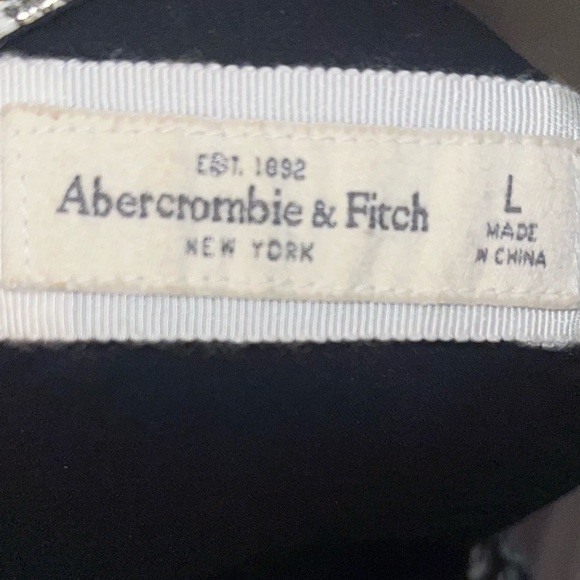 EST. 1892
Abercrombie & Fitch
NEW YORK
L
MADE
IN CHINA